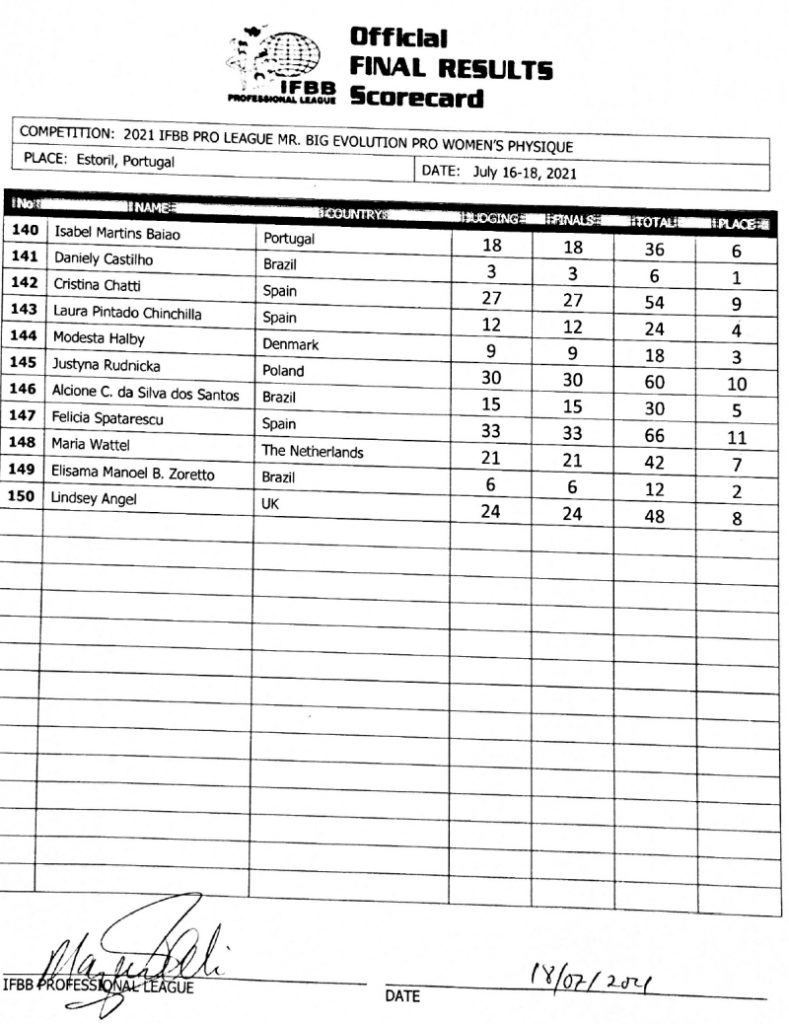 Official
FINAL RESULTS
Scorecard
IFBB
PROFESSIONAL LEAGUE
COMPETITION: 2021 IFBB PRO LEAGUE MR. BIG EVOLUTION PRO WOMEN'S PHYSIQUE
PLACE: Estoril, Portugal DATE: July 16-18, 2021
No NAME COUNTRY JUDGING FINALS TOTAL PLACE
140 Isabel Martins Baiao Portugal 18 18 36 6
141 Daniely Castilho Brazil 3 3 6 1
142 Cristina Chatti Spain 27 27 54 9
143 Laura Pintado Chinchilla Spain 12 12 24 4
144 Modesta Halby Denmark 9 9 18 3
145 Justyna Rudnicka Poland 30 30 60 10
146 Alcione C. da Silva dos Santos Brazil 15 15 30 5
147 Felicia Spatarescu Spain 33 33 66 11
148 Maria Wattel The Netherlands 21 21 42 7
149 Elisama Manoel B. Zoretto Brazil 6 6 12 2
150 Lindsey Angel UK 24 24 48 8
18/07/2021
IFBB PROFESSIONAL LEAGUE DATE